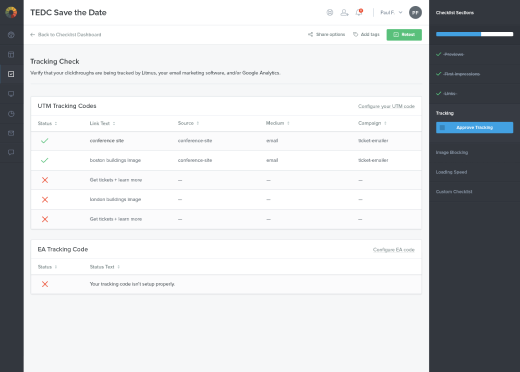 TEDC Save the Date
Paul F.
PF
Back to Checklist Dashboard
Share options
Add tags
Reload
Tracking Check
Verify that your clickthroughs are being tracked by Litmus, your email marketing software, and/or Google Analytics.
UTM Tracking Codes
Configure your UTM code
Status Link Text Source Medium Campaign
conference-site conference-site email ticket-emailer
boston buildings image conference-site email ticket-emailer
Get tickets + learn more — — —
london buildings image — — —
Get tickets + learn more — — —
EA Tracking Code
Configure EA code
Status Status Text
Your tracking code isn't setup properly.
Checklist Sections
Previews
First Impressions
Links
Tracking
Approve Tracking
Image Blocking
Loading Speed
Custom Checklist